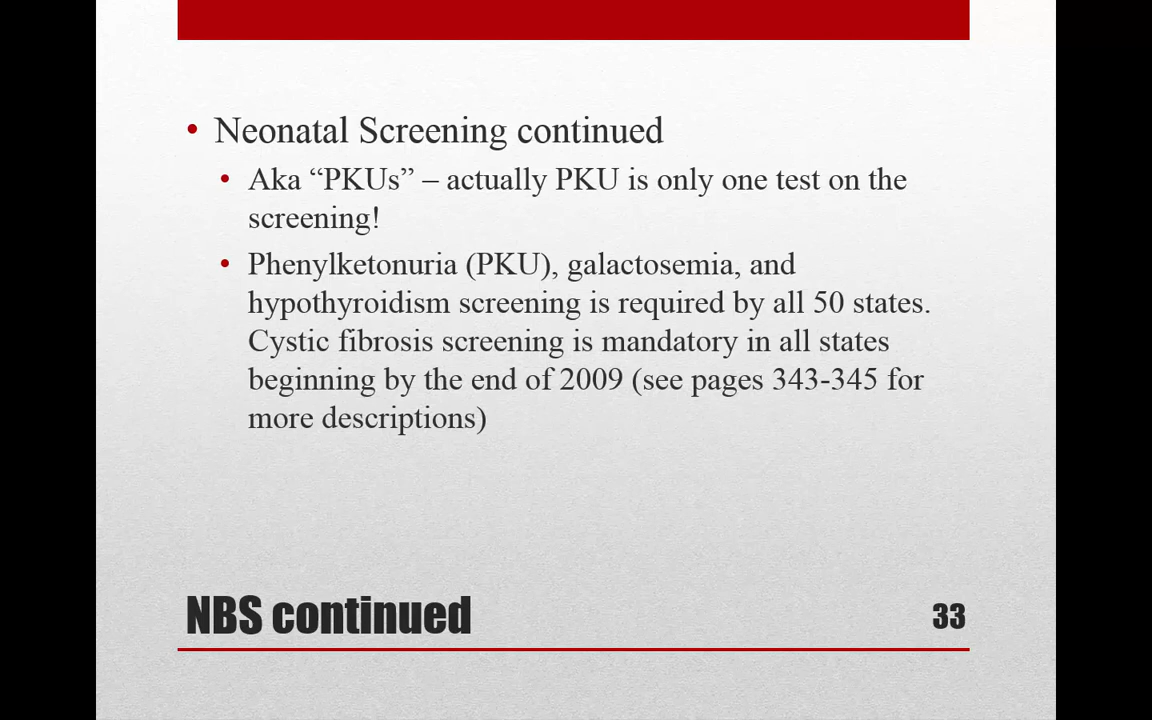 • Neonatal Screening continued
• Aka “PKUs” – actually PKU is only one test on the
screening!
• Phenylketonuria (PKU), galactosemia, and
hypothyroidism screening is required by all 50 states.
Cystic fibrosis screening is mandatory in all states
beginning by the end of 2009 (see pages 343-345 for
more descriptions)
NBS continued
33